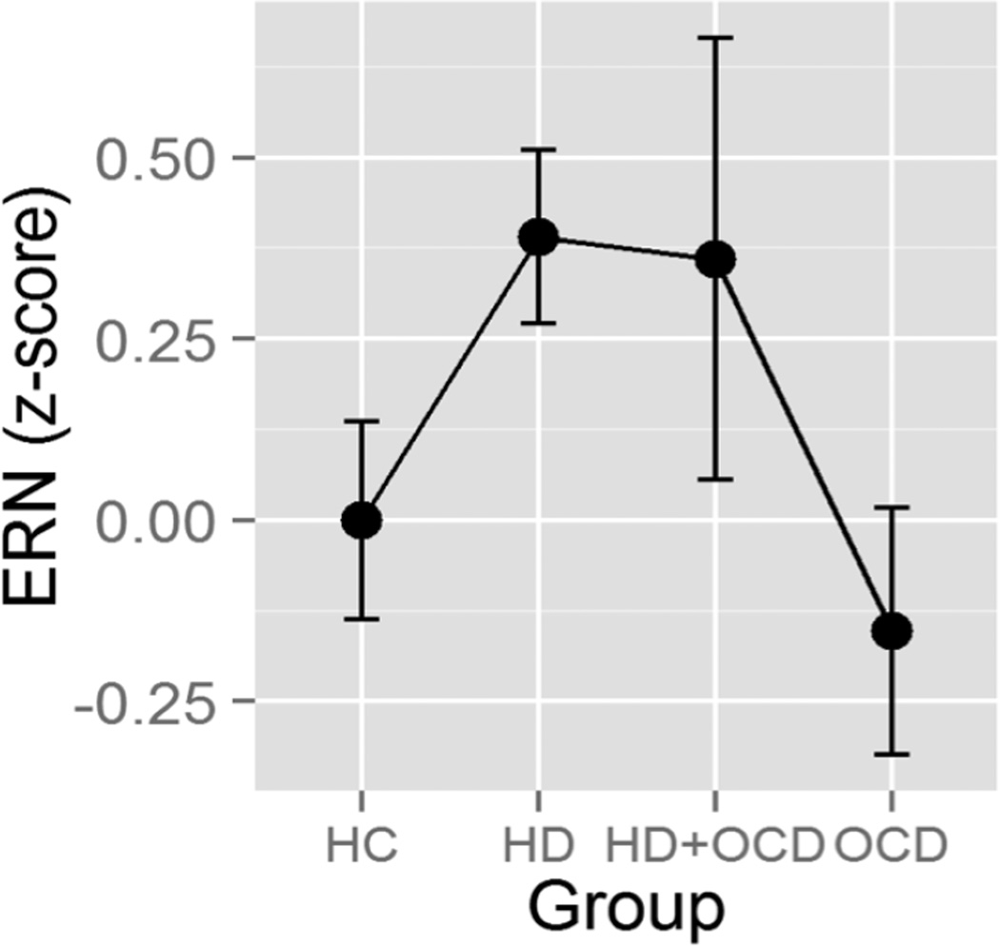 ERN (z-score)
0.50
0.25
0.00
-0.25
HC HD HD+OCD OCD
Group